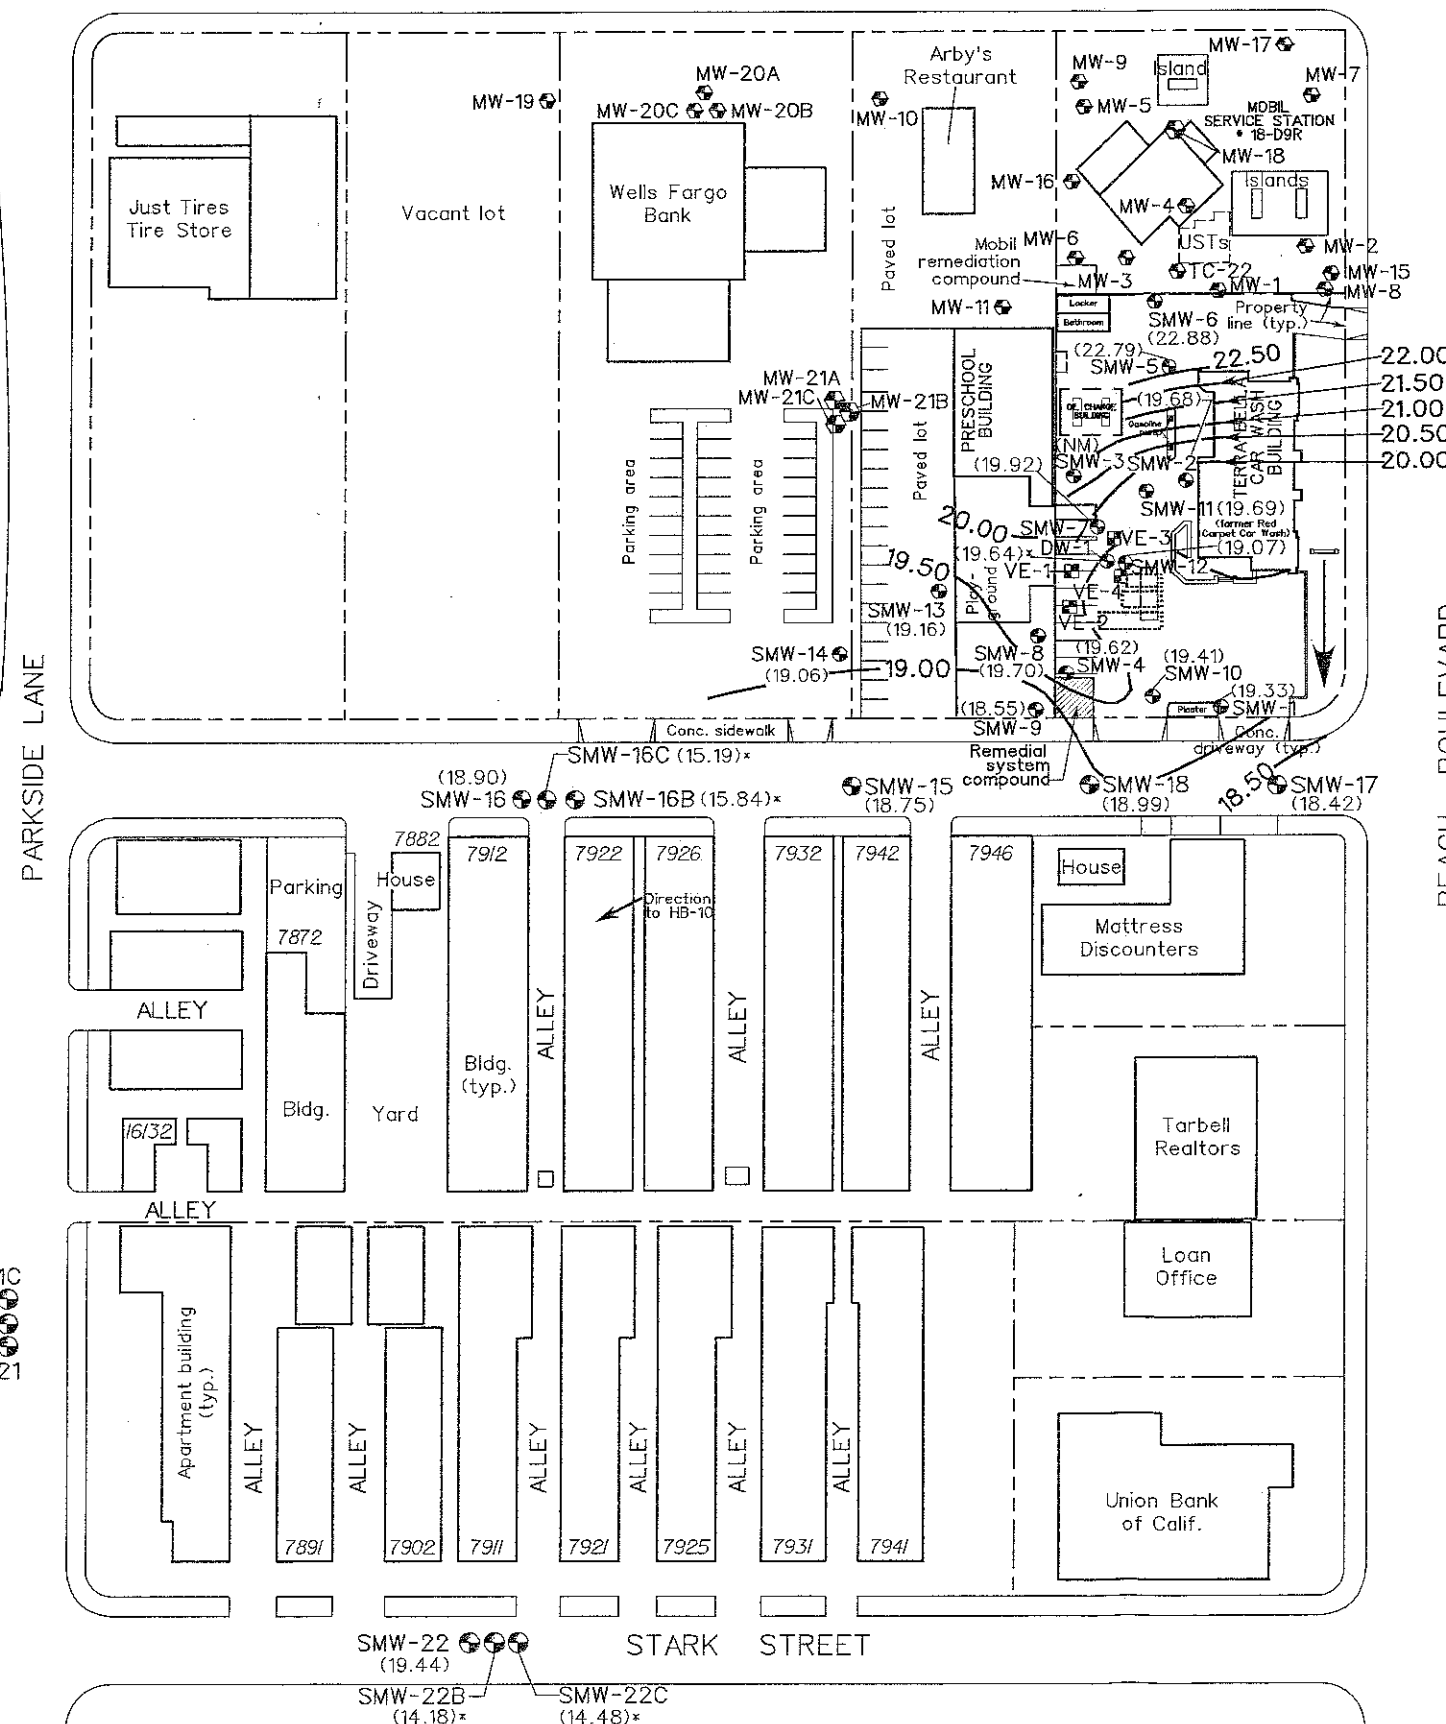 MW-17
MW-9
Island
MW-7
MW-5
MOBIL
SERVICE STATION
• 18-D9R
MW-18
Islands
MW-16
MW-4
USTs
MW-2
MW-6
Mobil
remediation
compound
MW-3
TC-22
MW-1
MW-15
MW-8
Arby's
Restaurant
MW-10
Paved lot
MW-11
MW-19
MW-20A
MW-20C
MW-20B
Wells Fargo
Bank
Just Tires
Tire Store
Vacant lot
Locker
Bathroom
SMW-6
(22.88)
Property
line (typ.)
(22.79)
SMW-5
22.50
22.00
21.50
21.00
20.50
20.00
(19.68)
OIL CHANGE
BUILDING
Gasoline
TERRABELLA
CAR WASH
BUILDING
(NM)
SMW-3
SMW-2
(19.92)
SMW-11
(19.69)
(former Red
Carpet Car Wash)
MW-21A
MW-21C
MW-21B
PRESCHOOL
BUILDING
Paved lot
Parking area
Parking area
20.00
SMW-7
VE-3
(19.07)
(19.64)*
DW-1
19.50
VE-1
SMW-12
VE-4
Play-
ground
SMW-13
(19.16)
VE-2
SMW-8
(19.62)
(19.70)
SMW-4
(19.41)
SMW-10
SMW-14
(19.06)
19.00
(19.33)
SMW-1
Planter
(18.55)
SMW-9
Conc. sidewalk
Conc.
driveway (typ.)
Remedial
system
compound
SMW-16C (15.19)*
(18.90)
SMW-16
SMW-16B (15.84)*
SMW-15
(18.75)
SMW-18
(18.99)
18.50
SMW-17
(18.42)
PARKSIDE LANE
BEACH BOULEVARD
7882
House
7912
7922
7926
7932
7942
7946
House
Parking
7872
Driveway
Direction
to HB-10
Mattress
Discounters
ALLEY
ALLEY
ALLEY
ALLEY
Bldg.
(typ.)
Bldg.
Yard
16132
Tarbell
Realtors
ALLEY
Loan
Office
1C
21
Apartment building
(typ.)
ALLEY
ALLEY
ALLEY
ALLEY
ALLEY
ALLEY
Union Bank
of Calif.
7891
7902
7911
7921
7925
7931
7941
SMW-22
(19.44)
STARK STREET
SMW-22B
(14.18)*
SMW-22C
(14.48)*